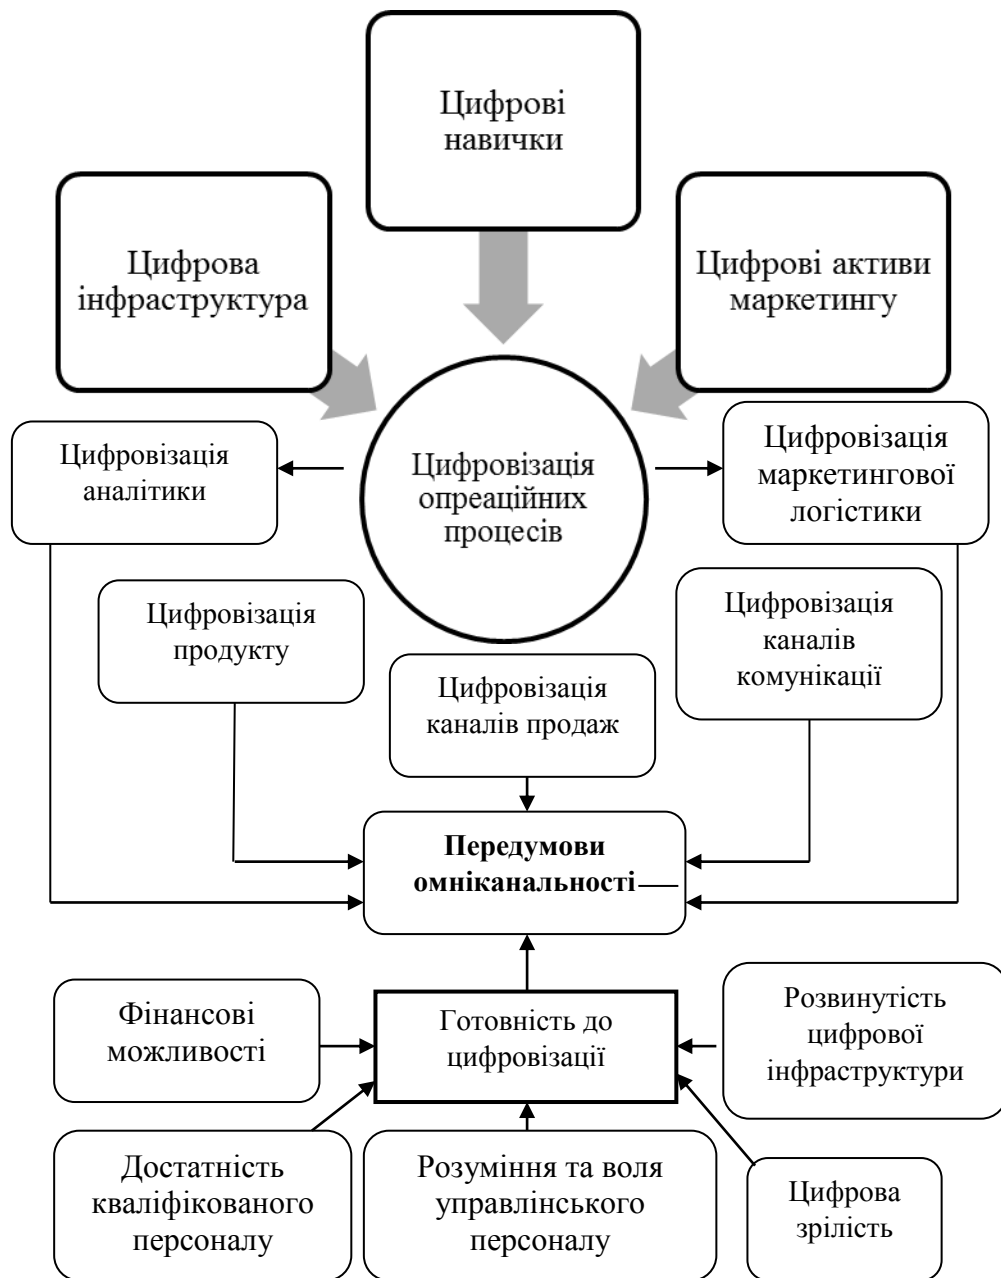 Цифрові
навички
Цифрова
інфраструктура
Цифрові активи
маркетингу
Цифровізація
опреаційних
процесів
Цифровізація
аналітики
Цифровізація
маркетингової
логістики
Цифровізація
продукту
Цифровізація
каналів продаж
Цифровізація
каналів
комунікації
Передумови
омніканальності
Фінансові
можливості
Готовність до
цифровізації
Розвинутість
цифрової
інфраструктури
Достатність
кваліфікованого
персоналу
Розуміння та воля
управлінського
персоналу
Цифрова
зрілість